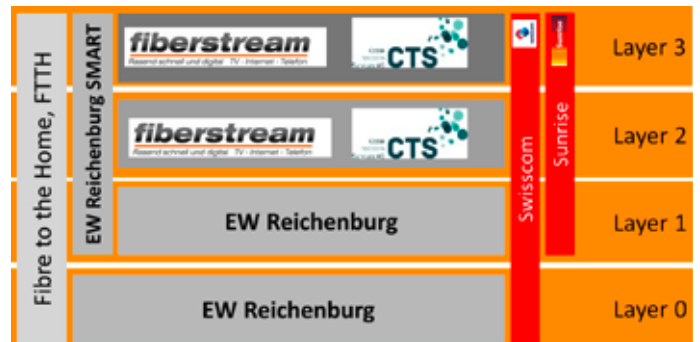 Fibre to the Home, FTTH
EW Reichenburg SMART
fiberstream
Rasend schnell und digital TV - Internet - Telefon
CTS
Layer 3
fiberstream
Rasend schnell und digital TV - Internet - Telefon
CTS
Layer 2
Swisscom
Sunrise
EW Reichenburg
Layer 1
EW Reichenburg
Layer 0